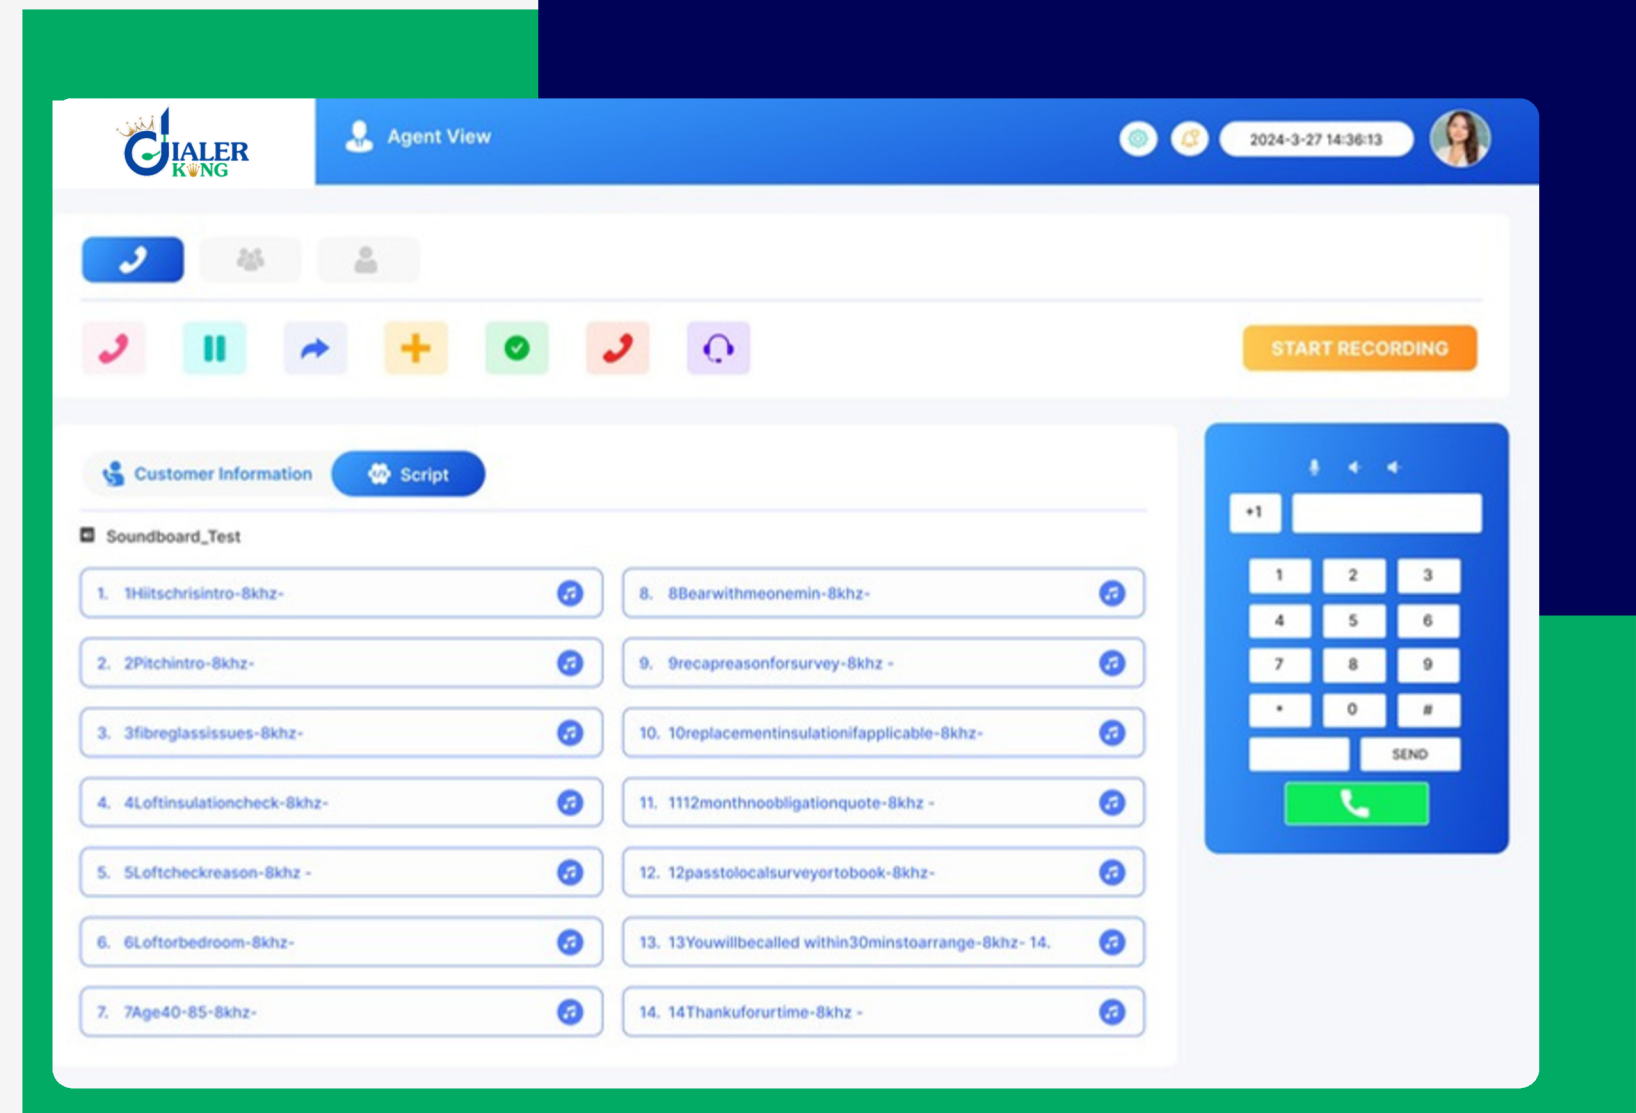 DIALER
KING
Agent View
2024-3-27 14:36:13
START RECORDING
Customer Information
Script
Soundboard_Test
1. 1Hiitschrisintro-8khz-
2. 2Pitchintro-8khz-
3. 3fibreglassissues-8khz-
4. 4Loftinsulationcheck-8khz-
5. 5Loftcheckreason-8khz -
6. 6Loftorbedroom-8khz-
7. 7Age40-85-8khz-
8. 8Bearwithmeonemin-8khz-
9. 9recapreasonforsurvey-8khz -
10. 10replacementinsulationifapplicable-8khz-
11. 1112monthnoobligationquote-8khz -
12. 12passtolocalsurveyortobook-8khz-
13. 13Youwillbecalled within30minstoarrange-8khz- 14.
14. 14Thankuforurtime-8khz -
+1
1 2 3
4 5 6
7 8 9
* 0 #
SEND